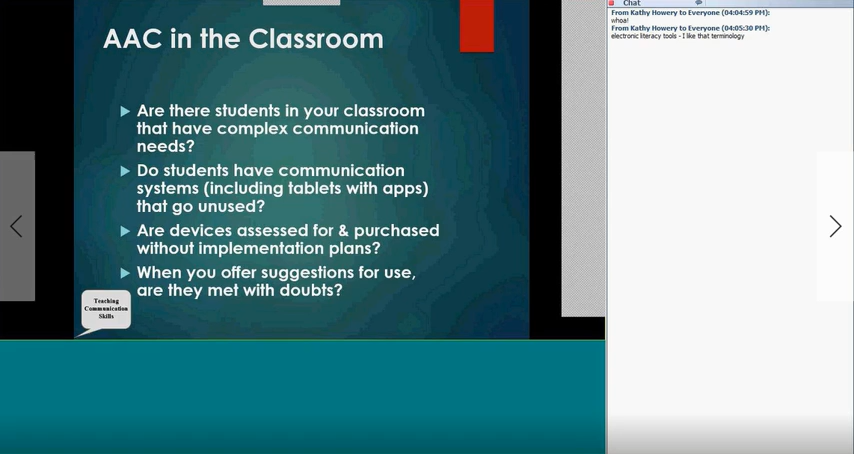 AAC in the Classroom
Are there students in your classroom
that have complex communication
needs?
Do students have communication
systems (including tablets with apps)
that go unused?
Are devices assessed for & purchased
without implementation plans?
When you offer suggestions for use,
are they met with doubts?
Teaching
Communication
Skills
Chat
From Kathy Howery to Everyone (04:04:59 PM):
whoa!
From Kathy Howery to Everyone (04:05:30 PM):
electronic literacy tools - I like that terminology